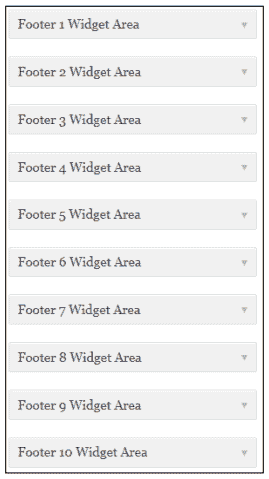 Footer 1 Widget Area
Footer 2 Widget Area
Footer 3 Widget Area
Footer 4 Widget Area
Footer 5 Widget Area
Footer 6 Widget Area
Footer 7 Widget Area
Footer 8 Widget Area
Footer 9 Widget Area
Footer 10 Widget Area